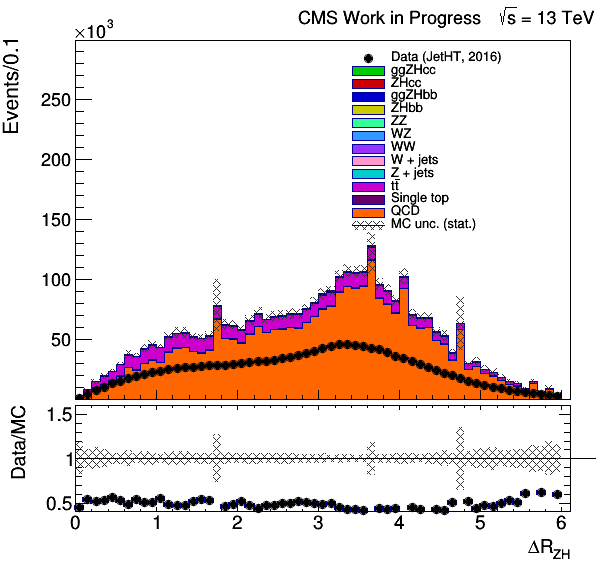 CMS Work in Progress √s = 13 TeV
×10³
Events/0.1
Data (JetHT, 2016)
ggZHcc
ZHcc
ggZHbb
ZHbb
ZZ
WZ
WW
W + jets
Z + jets
tt̄
Single top
QCD
MC unc. (stat.)
250
200
150
100
50
Data/MC
1.5
1
0.5
0 1 2 3 4 5 6
ΔR_ZH